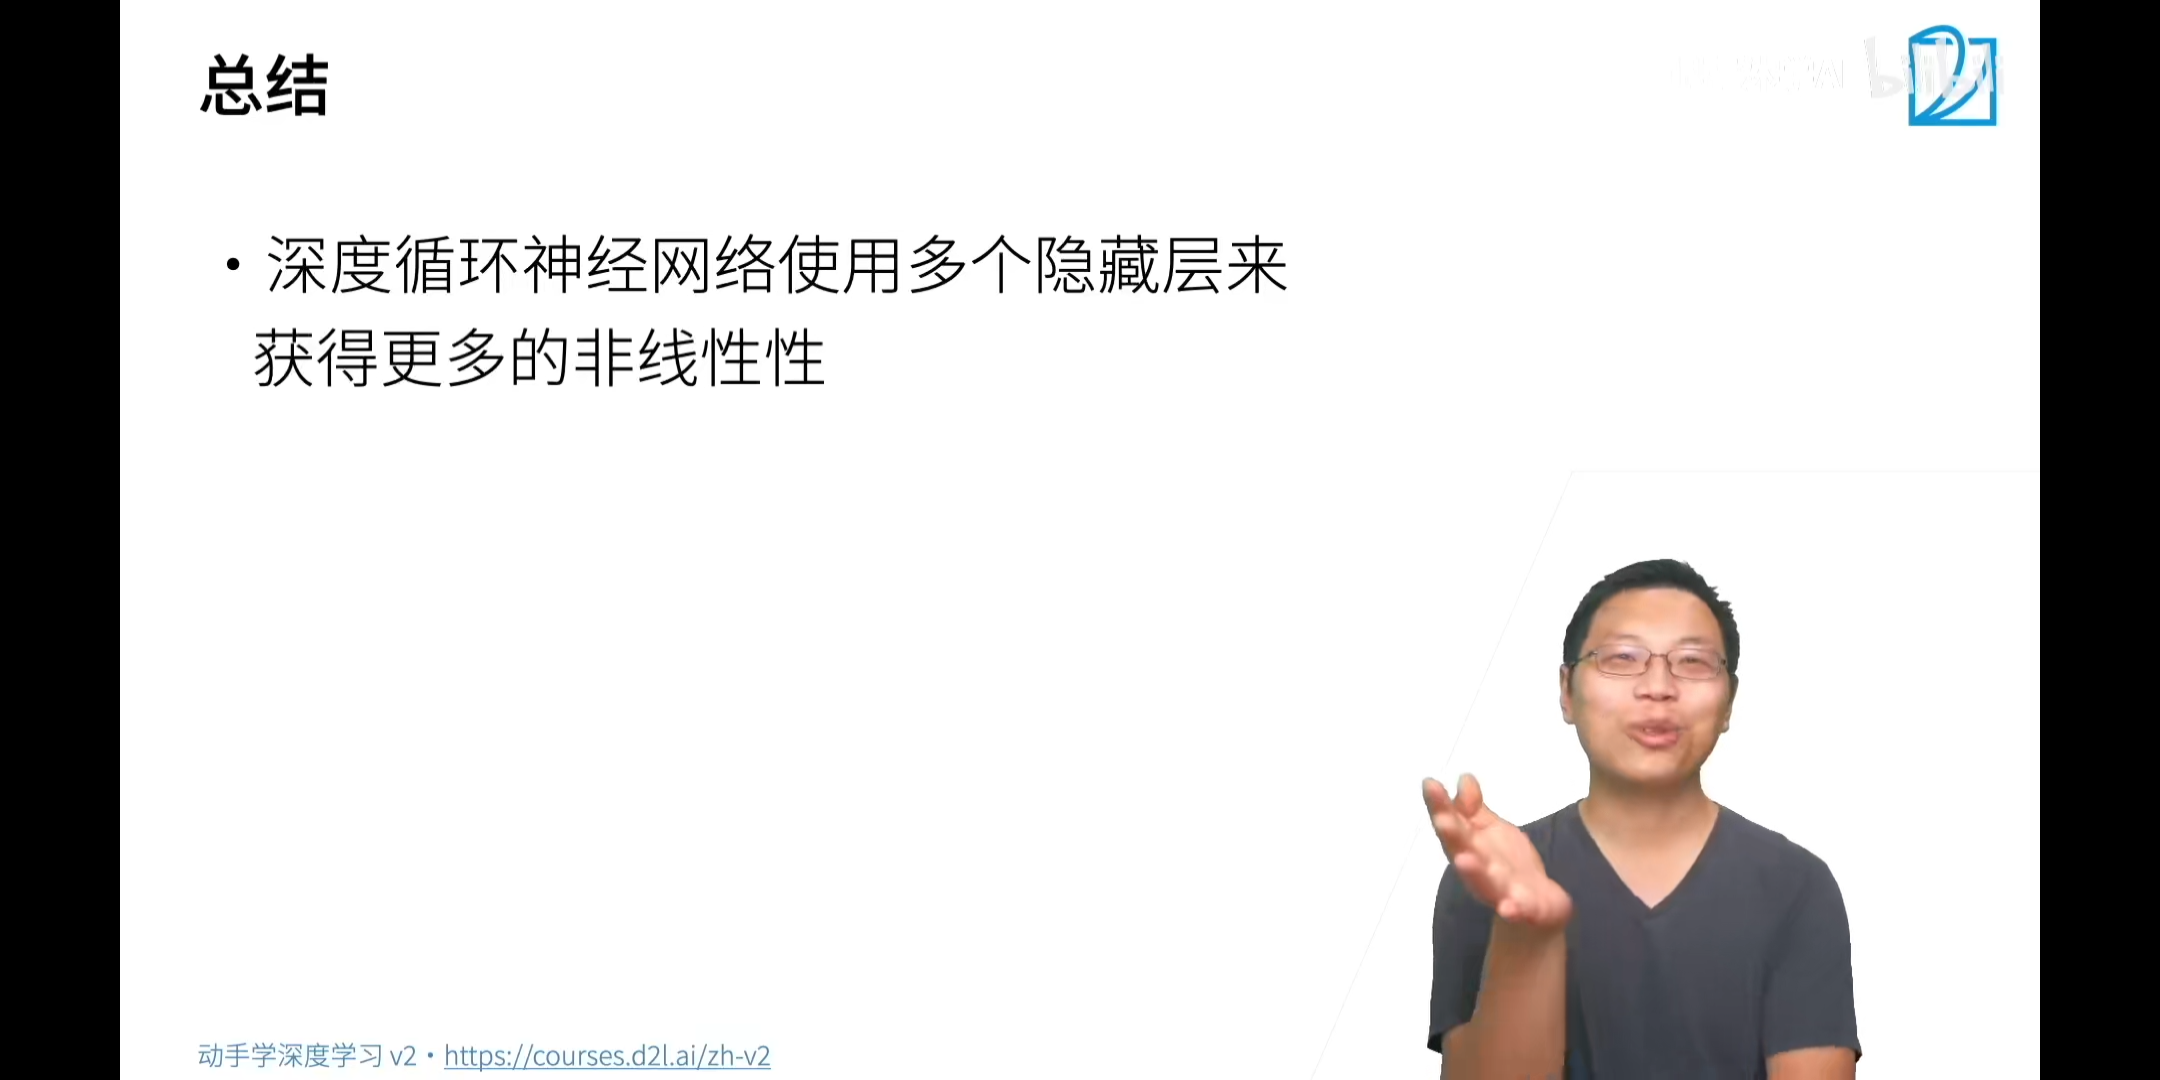 总结
bilibili
• 深度循环神经网络使用多个隐藏层来
获得更多的非线性性
动手学深度学习 v2 • https://courses.d2l.ai/zh-v2